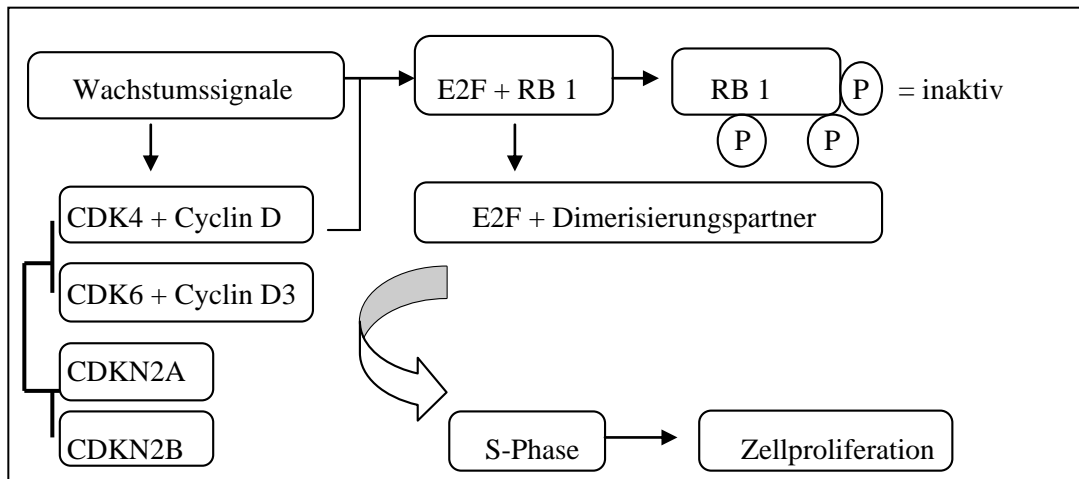 Wachstumssignale
E2F + RB 1
RB 1
P
= inaktiv
P
P
CDK4 + Cyclin D
E2F + Dimerisierungspartner
CDK6 + Cyclin D3
CDKN2A
CDKN2B
S-Phase
Zellproliferation